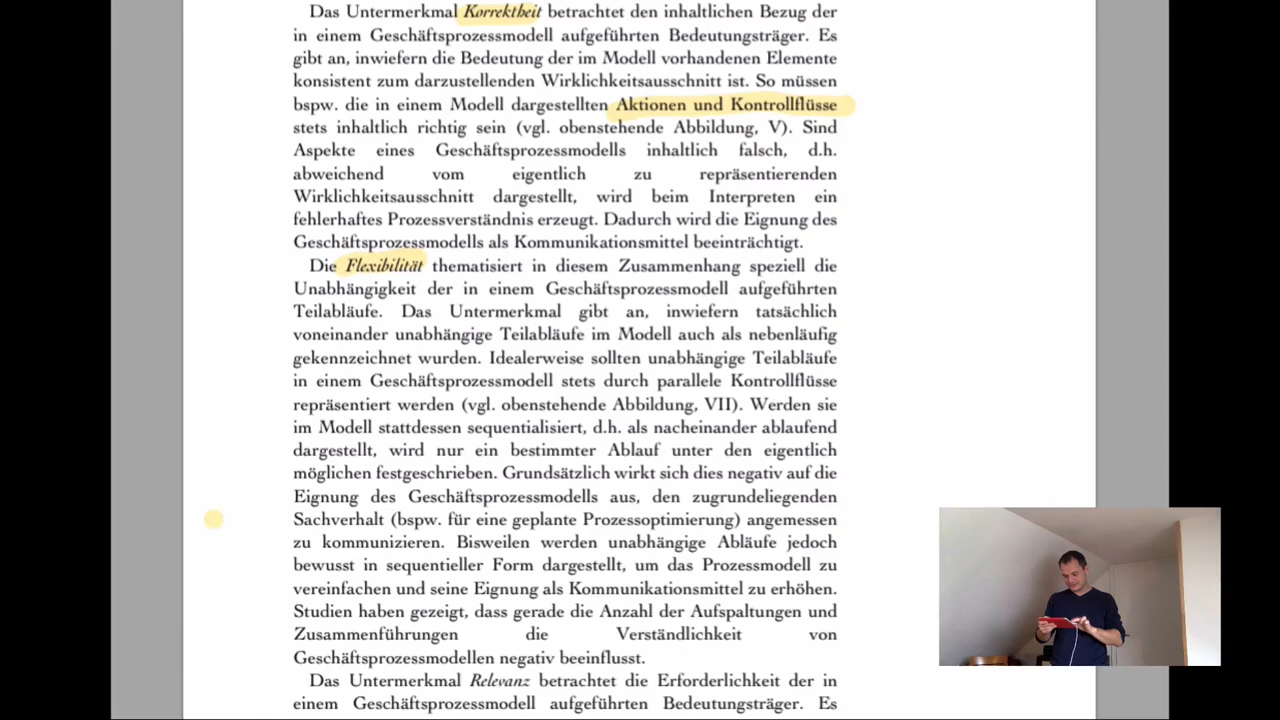 Das Untermerkmal Korrektheit betrachtet den inhaltlichen Bezug der
in einem Geschäftsprozessmodell aufgeführten Bedeutungsträger. Es
gibt an, inwiefern die Bedeutung der im Modell vorhandenen Elemente
konsistent zum darzustellenden Wirklichkeitsausschnitt ist. So müssen
bspw. die in einem Modell dargestellten Aktionen und Kontrollflüsse
stets inhaltlich richtig sein (vgl. obenstehende Abbildung, V). Sind
Aspekte eines Geschäftsprozessmodells inhaltlich falsch, d.h.
abweichend vom eigentlich zu repräsentierenden
Wirklichkeitsausschnitt dargestellt, wird beim Interpreten ein
fehlerhaftes Prozessverständnis erzeugt. Dadurch wird die Eignung des
Geschäftsprozessmodells als Kommunikationsmittel beeinträchtigt.
Die Flexibilität thematisiert in diesem Zusammenhang speziell die
Unabhängigkeit der in einem Geschäftsprozessmodell aufgeführten
Teilabläufe. Das Untermerkmal gibt an, inwiefern tatsächlich
voneinander unabhängige Teilabläufe im Modell auch als nebenläufig
gekennzeichnet wurden. Idealerweise sollten unabhängige Teilabläufe
in einem Geschäftsprozessmodell stets durch parallele Kontrollflüsse
repräsentiert werden (vgl. obenstehende Abbildung, VII). Werden sie
im Modell stattdessen sequentialisiert, d.h. als nacheinander ablaufend
dargestellt, wird nur ein bestimmter Ablauf unter den eigentlich
möglichen festgeschrieben. Grundsätzlich wirkt sich dies negativ auf die
Eignung des Geschäftsprozessmodells aus, den zugrundeliegenden
Sachverhalt (bspw. für eine geplante Prozessoptimierung) angemessen
zu kommunizieren. Bisweilen werden unabhängige Abläufe jedoch
bewusst in sequentieller Form dargestellt, um das Prozessmodell zu
vereinfachen und seine Eignung als Kommunikationsmittel zu erhöhen.
Studien haben gezeigt, dass gerade die Anzahl der Aufspaltungen und
Zusammenführungen die Verständlichkeit von
Geschäftsprozessmodellen negativ beeinflusst.
Das Untermerkmal Relevanz betrachtet die Erforderlichkeit der in
einem Geschäftsprozessmodell aufgeführten Bedeutungsträger. Es